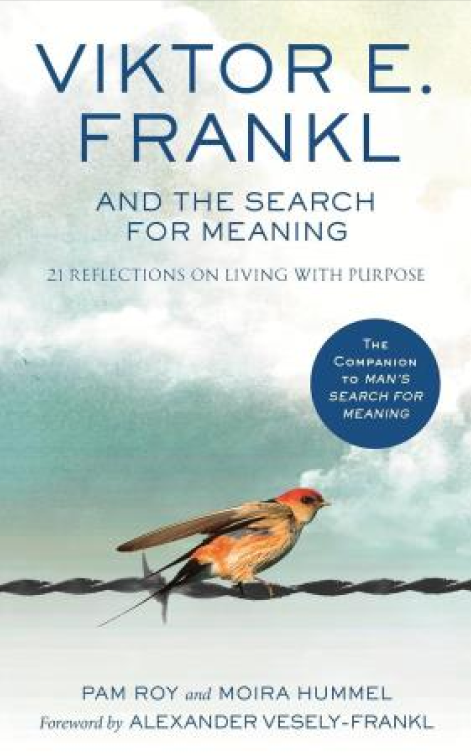 VIKTOR E.
FRANKL
AND THE SEARCH
FOR MEANING
21 REFLECTIONS ON LIVING WITH PURPOSE
THE
COMPANION
TO MAN'S
SEARCH FOR
MEANING
PAM ROY and MOIRA HUMMEL
Foreword by ALEXANDER VESELY-FRANKL